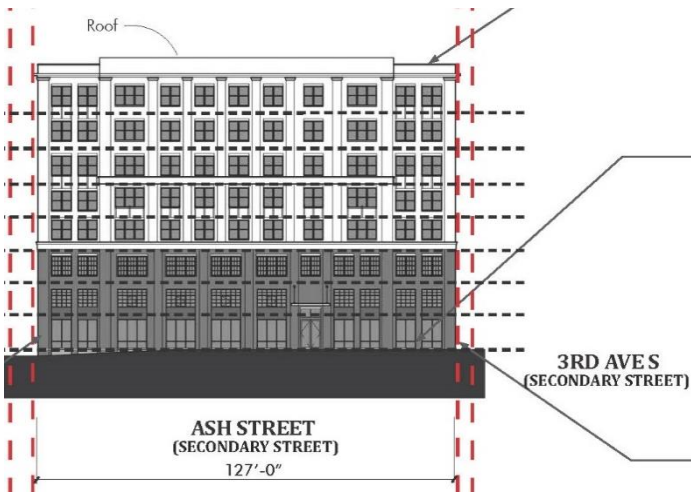 Roof
3RD AVE S
(SECONDARY STREET)
ASH STREET
(SECONDARY STREET)
127'-0"